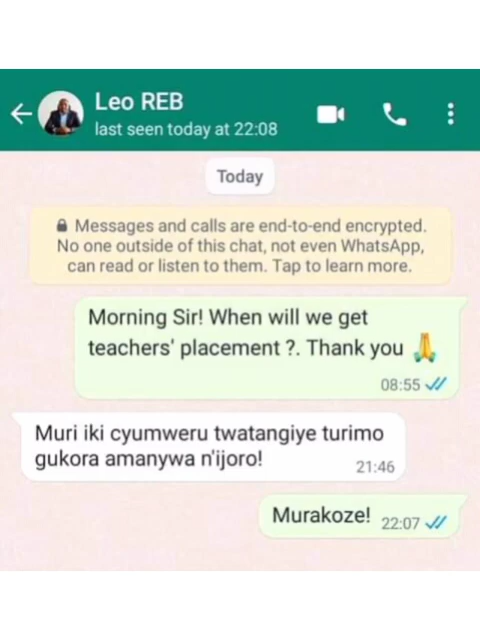 Leo REB
last seen today at 22:08
Today
Messages and calls are end-to-end encrypted.
No one outside of this chat, not even WhatsApp,
can read or listen to them. Tap to learn more.
Morning Sir! When will we get
teachers' placement ?. Thank you 🙏
08:55
Muri iki cyumweru twatangiye turimo
gukora amanywa n'ijoro!
21:46
Murakoze!
22:07